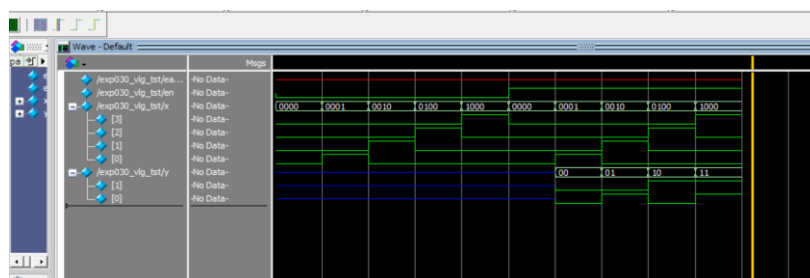 Wave - Default
Msgs
/exp030_vlg_tst/ea... -No Data-
/exp030_vlg_tst/en -No Data-
/exp030_vlg_tst/x -No Data- 0000 0001 0010 0100 1000 0000 0001 0010 0100 1000
[3] -No Data-
[2] -No Data-
[1] -No Data-
[0] -No Data-
/exp030_vlg_tst/y -No Data- 00 01 10 11
[1] -No Data-
[0] -No Data-